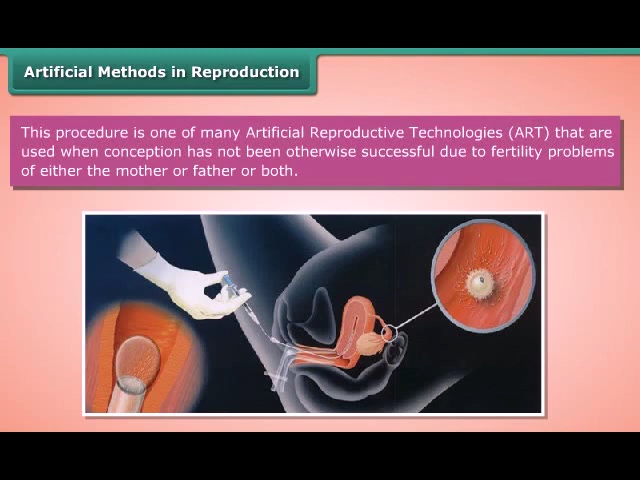 Artificial Methods in Reproduction
This procedure is one of many Artificial Reproductive Technologies (ART) that are
used when conception has not been otherwise successful due to fertility problems
of either the mother or father or both.